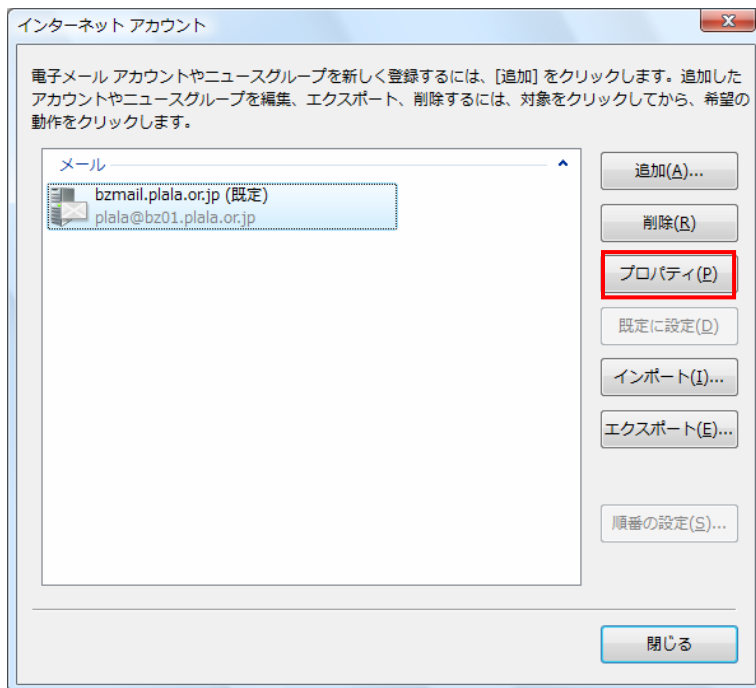 インターネット アカウント
電子メール アカウントやニュースグループを新しく登録するには、[追加] をクリックします。追加した
アカウントやニュースグループを編集、エクスポート、削除するには、対象をクリックしてから、希望の
動作をクリックします。
メール
bzmail.plala.or.jp (既定)
plala@bz01.plala.or.jp
追加(A)...
削除(R)
プロパティ(P)
既定に設定(D)
インポート(I)...
エクスポート(E)...
順番の設定(S)...
閉じる